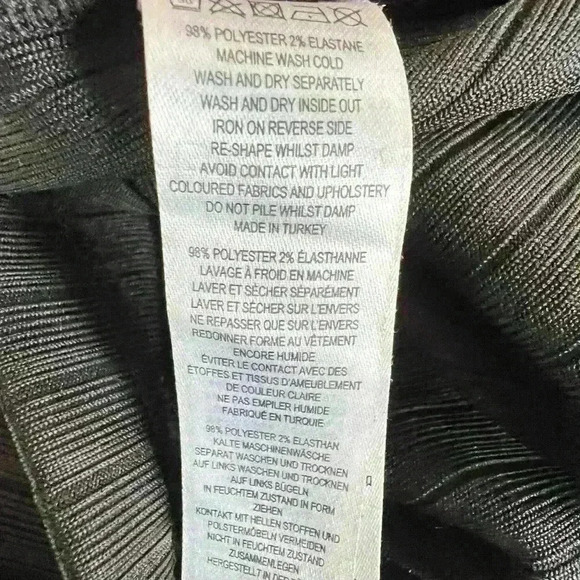 98% POLYESTER 2% ELASTANE
MACHINE WASH COLD
WASH AND DRY SEPARATELY
WASH AND DRY INSIDE OUT
IRON ON REVERSE SIDE
RE-SHAPE WHILST DAMP
AVOID CONTACT WITH LIGHT
COLOURED FABRICS AND UPHOLSTERY
DO NOT PILE WHILST DAMP
MADE IN TURKEY
98% POLYESTER 2% ÉLASTHANNE
LAVAGE À FROID EN MACHINE
LAVER ET SÉCHER SÉPARÉMENT
LAVER ET SÉCHER SUR L'ENVERS
NE REPASSER QUE SUR L'ENVERS
REDONNER FORME AU VÊTEMENT
ENCORE HUMIDE
ÉVITER LE CONTACT AVEC DES
ÉTOFFES ET TISSUS D'AMEUBLEMENT
DE COULEUR CLAIRE
NE PAS EMPILER HUMIDE
FABRIQUÉ EN TURQUIE
98% POLYESTER 2% ELASTHAN
KALTE MASCHINENWÄSCHE
SEPARAT WASCHEN UND TROCKNEN
AUF LINKS WASCHEN UND TROCKNEN
AUF LINKS BÜGELN
IN FEUCHTEM ZUSTAND IN FORM
ZIEHEN
KONTAKT MIT HELLEN STOFFEN UND
POLSTERMÖBELN VERMEIDEN
NICHT IN FEUCHTEM ZUSTAND
ZUSAMMENLEGEN
HERGESTELLT IN DER